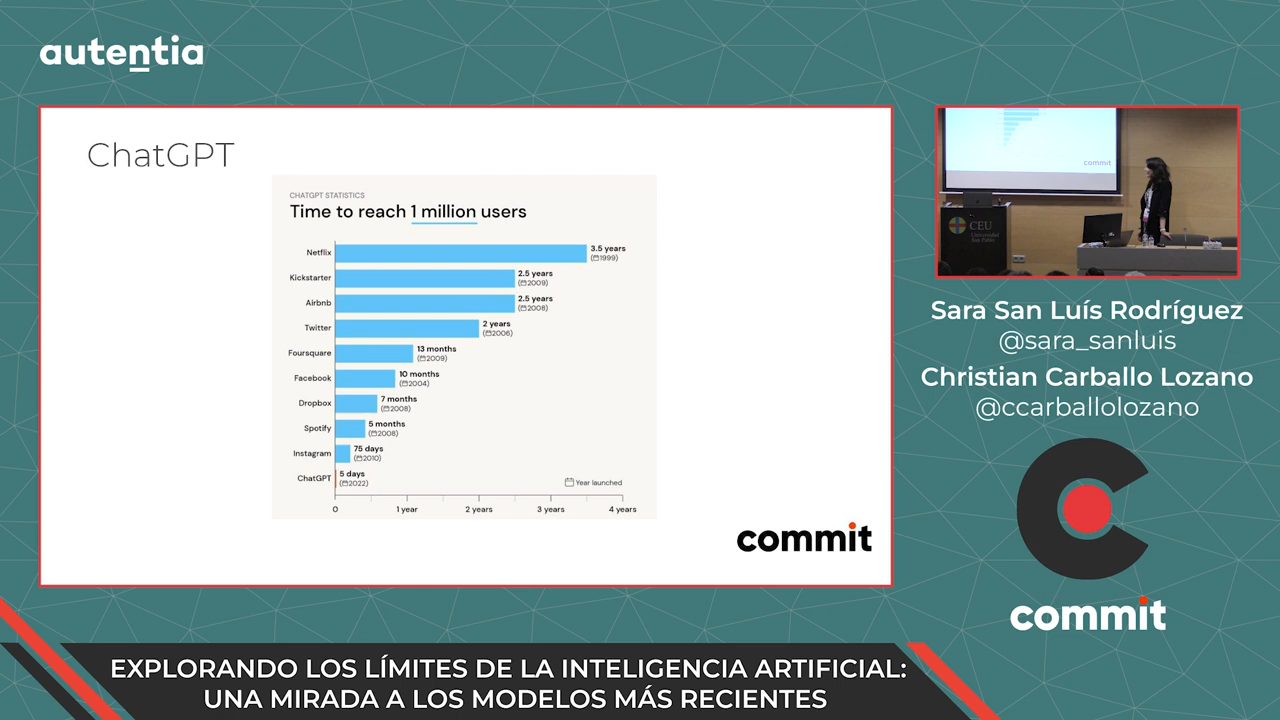 autentia
ChatGPT
CHATGPT STATISTICS
Time to reach 1 million users
Netflix
3.5 years
(1999)
Kickstarter
2.5 years
(2009)
Airbnb
2.5 years
(2008)
Twitter
2 years
(2006)
Foursquare
13 months
(2009)
Facebook
10 months
(2004)
Dropbox
7 months
(2008)
Spotify
5 months
(2008)
Instagram
75 days
(2010)
ChatGPT
5 days
(2022)
Year launched
0
1 year
2 years
3 years
4 years
commit
commit
CEU
Universidad
San Pablo
Sara San Luís Rodríguez
@sara_sanluis
Christian Carballo Lozano
@ccarballolozano
commit
EXPLORANDO LOS LÍMITES DE LA INTELIGENCIA ARTIFICIAL:
UNA MIRADA A LOS MODELOS MÁS RECIENTES